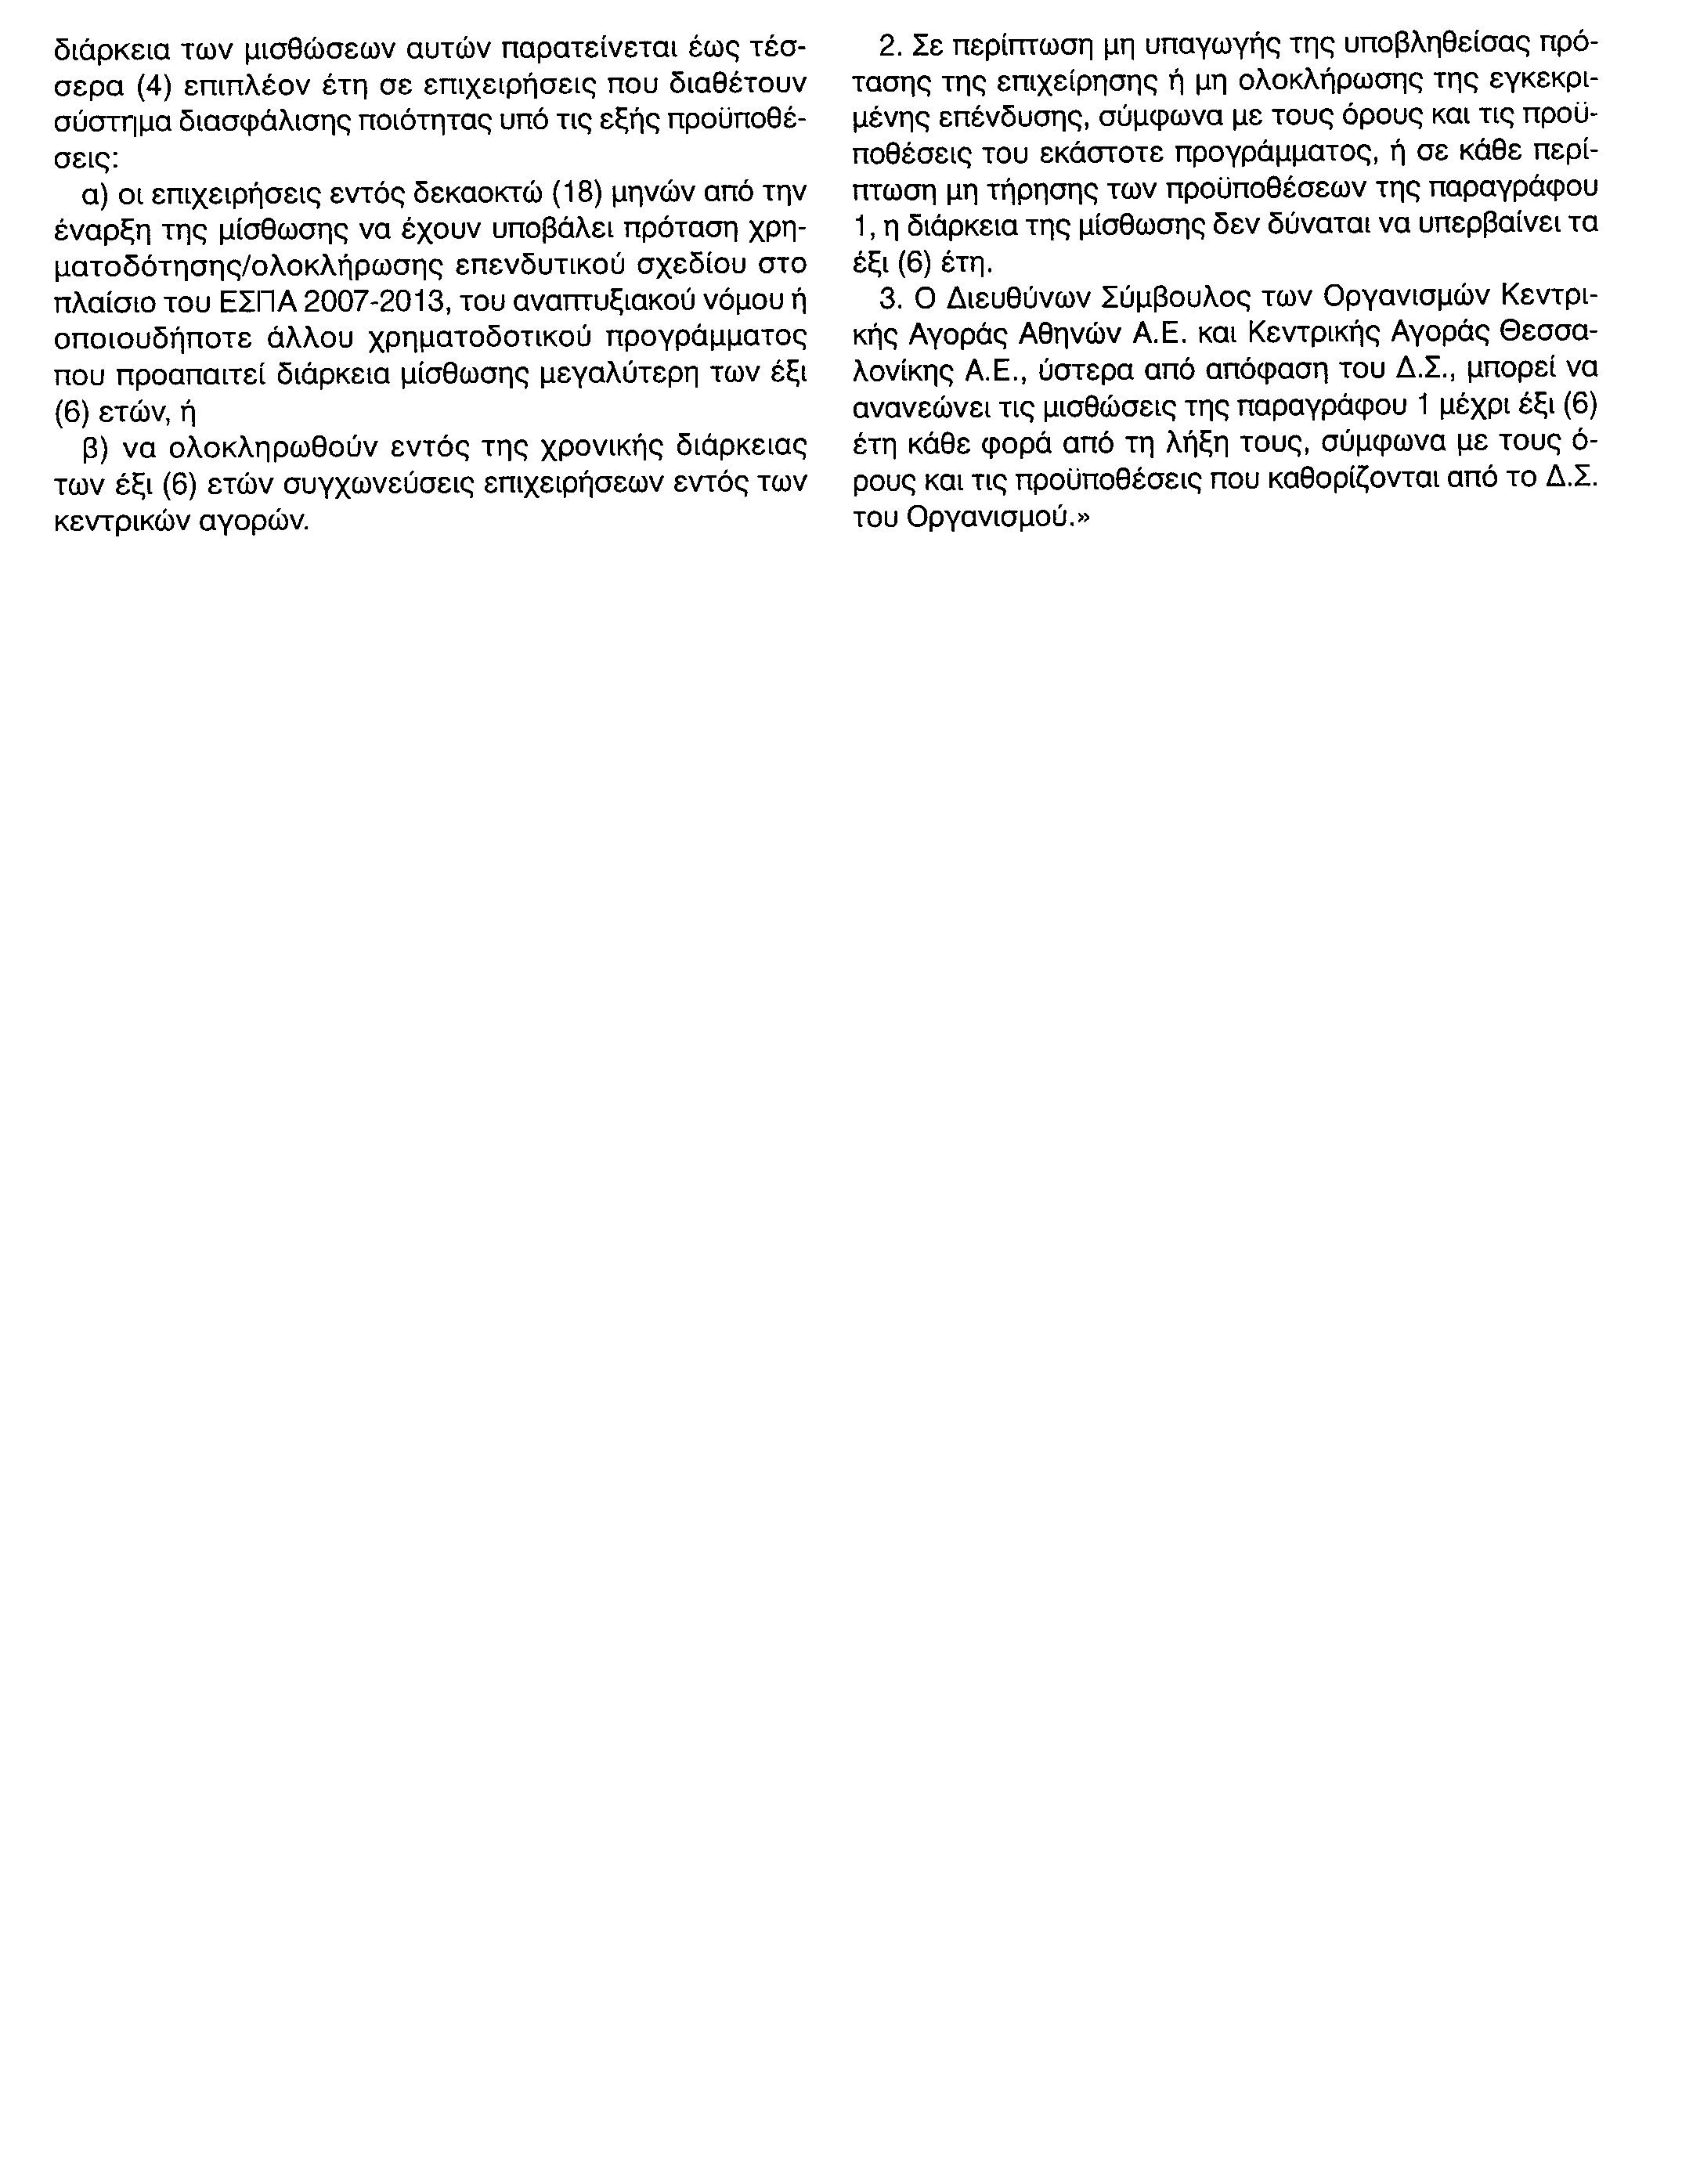 διάρκεια των μισθώσεων αυτών παρατείνεται έως τέσ-
σερα (4) επιπλέον έτη σε επιχειρήσεις που διαθέτουν
σύστημα διασφάλισης ποιότητας υπό τις εξής προϋποθέ-
σεις:
α) οι επιχειρήσεις εντός δεκαοκτώ (18) μηνών από την
έναρξη της μίσθωσης να έχουν υποβάλει πρόταση χρη-
ματοδότησης/ολοκλήρωσης επενδυτικού σχεδίου στο
πλαίσιο του ΕΣΠΑ 2007-2013, του αναπτυξιακού νόμου ή
οποιουδήποτε άλλου χρηματοδοτικού προγράμματος
που προαπαιτεί διάρκεια μίσθωσης μεγαλύτερη των έξι
(6) ετών, ή
β) να ολοκληρωθούν εντός της χρονικής διάρκειας
των έξι (6) ετών συγχωνεύσεις επιχειρήσεων εντός των
κεντρικών αγορών.
2. Σε περίπτωση μη υπαγωγής της υποβληθείσας πρό-
τασης της επιχείρησης ή μη ολοκλήρωσης της εγκεκρι-
μένης επένδυσης, σύμφωνα με τους όρους και τις προϋ-
ποθέσεις του εκάστοτε προγράμματος, ή σε κάθε περί-
πτωση μη τήρησης των προϋποθέσεων της παραγράφου
1, η διάρκεια της μίσθωσης δεν δύναται να υπερβαίνει τα
έξι (6) έτη.
3. Ο Διευθύνων Σύμβουλος των Οργανισμών Κεντρι-
κής Αγοράς Αθηνών Α.Ε. και Κεντρικής Αγοράς Θεσσα-
λονίκης Α.Ε., ύστερα από απόφαση του Δ.Σ., μπορεί να
ανανεώνει τις μισθώσεις της παραγράφου 1 μέχρι έξι (6)
έτη κάθε φορά από τη λήξη τους, σύμφωνα με τους ό-
ρους και τις προϋποθέσεις που καθορίζονται από το Δ.Σ.
του Οργανισμού.»